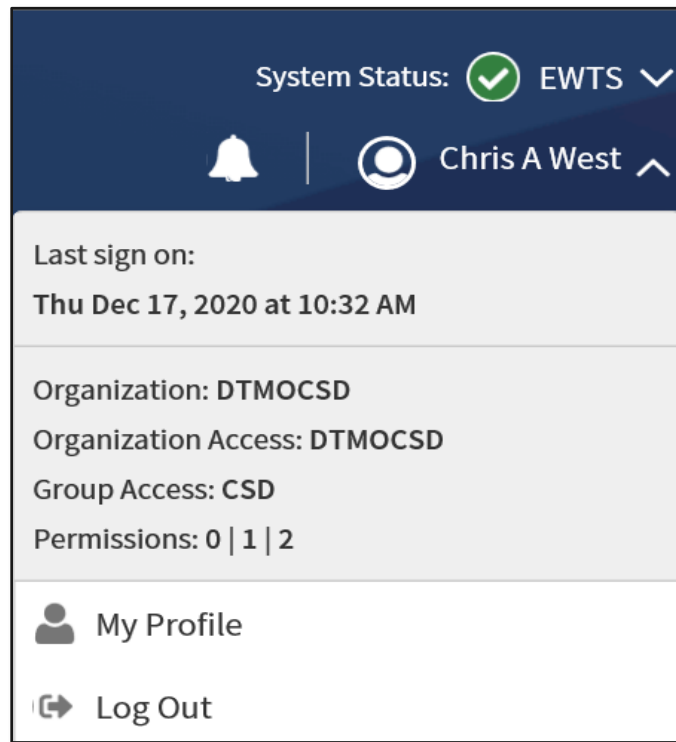 System Status: EWTS
Chris A West
Last sign on:
Thu Dec 17, 2020 at 10:32 AM
Organization: DTMOCSD
Organization Access: DTMOCSD
Group Access: CSD
Permissions: 0 | 1 | 2
My Profile
Log Out